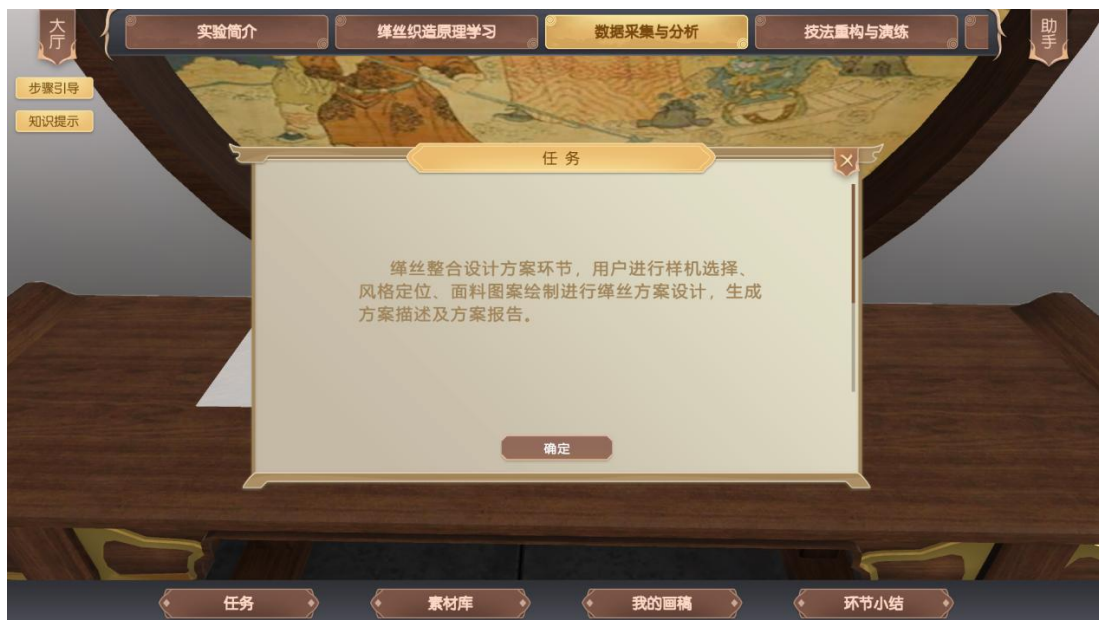 大厅
实验简介
缂丝织造原理学习
数据采集与分析
技法重构与演练
助手
步骤引导
知识提示
任务
缂丝整合设计方案环节，用户进行样机选择、
风格定位、面料图案绘制进行缂丝方案设计，生成
方案描述及方案报告。
确定
任务
素材库
我的画稿
环节小结